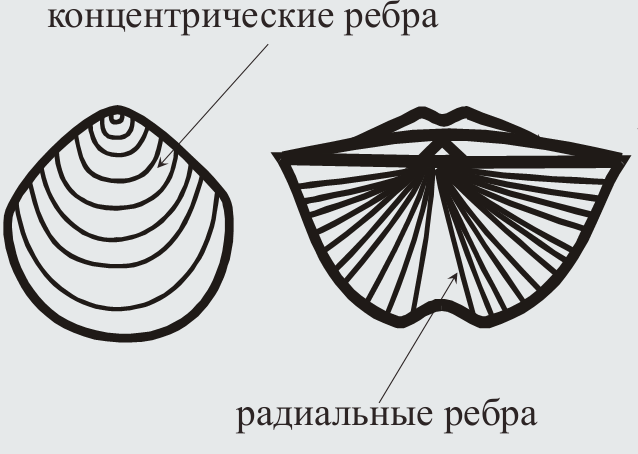 концентрические ребра
радиальные ребра